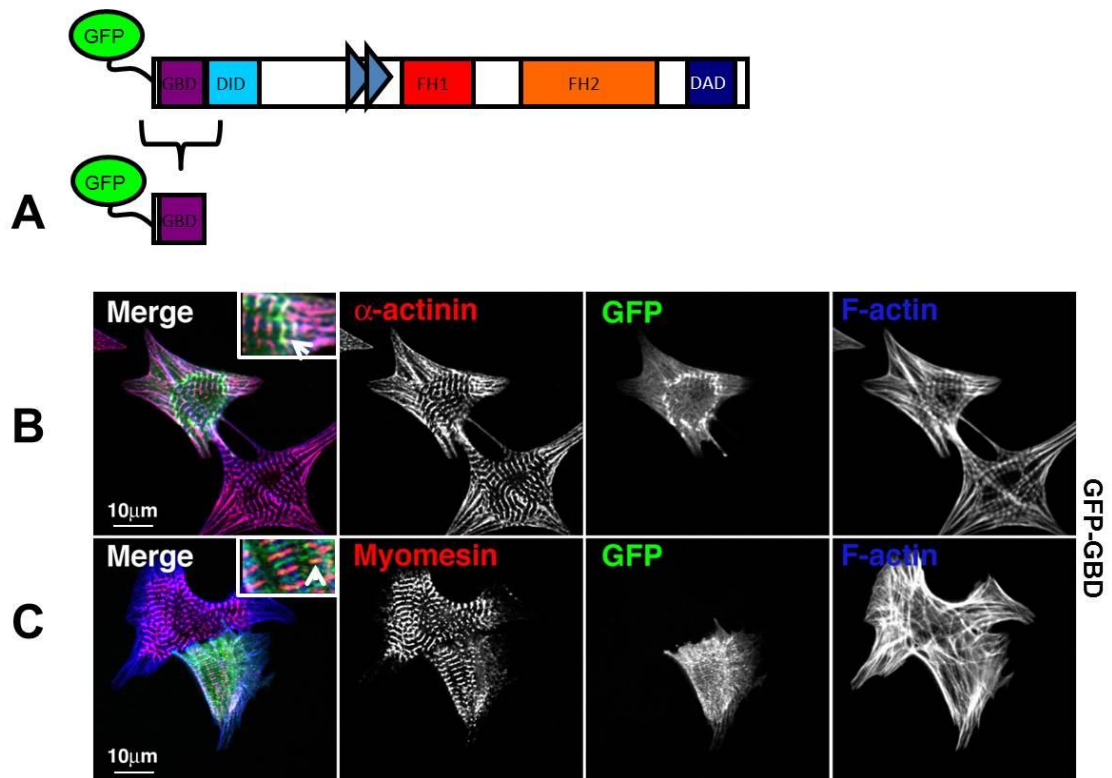 GFP
GBD DID FH1 FH2 DAD
GFP
GBD
A
B
Merge α-actinin GFP F-actin
10μm
GFP-GBD
C
Merge Myomesin GFP F-actin
10μm